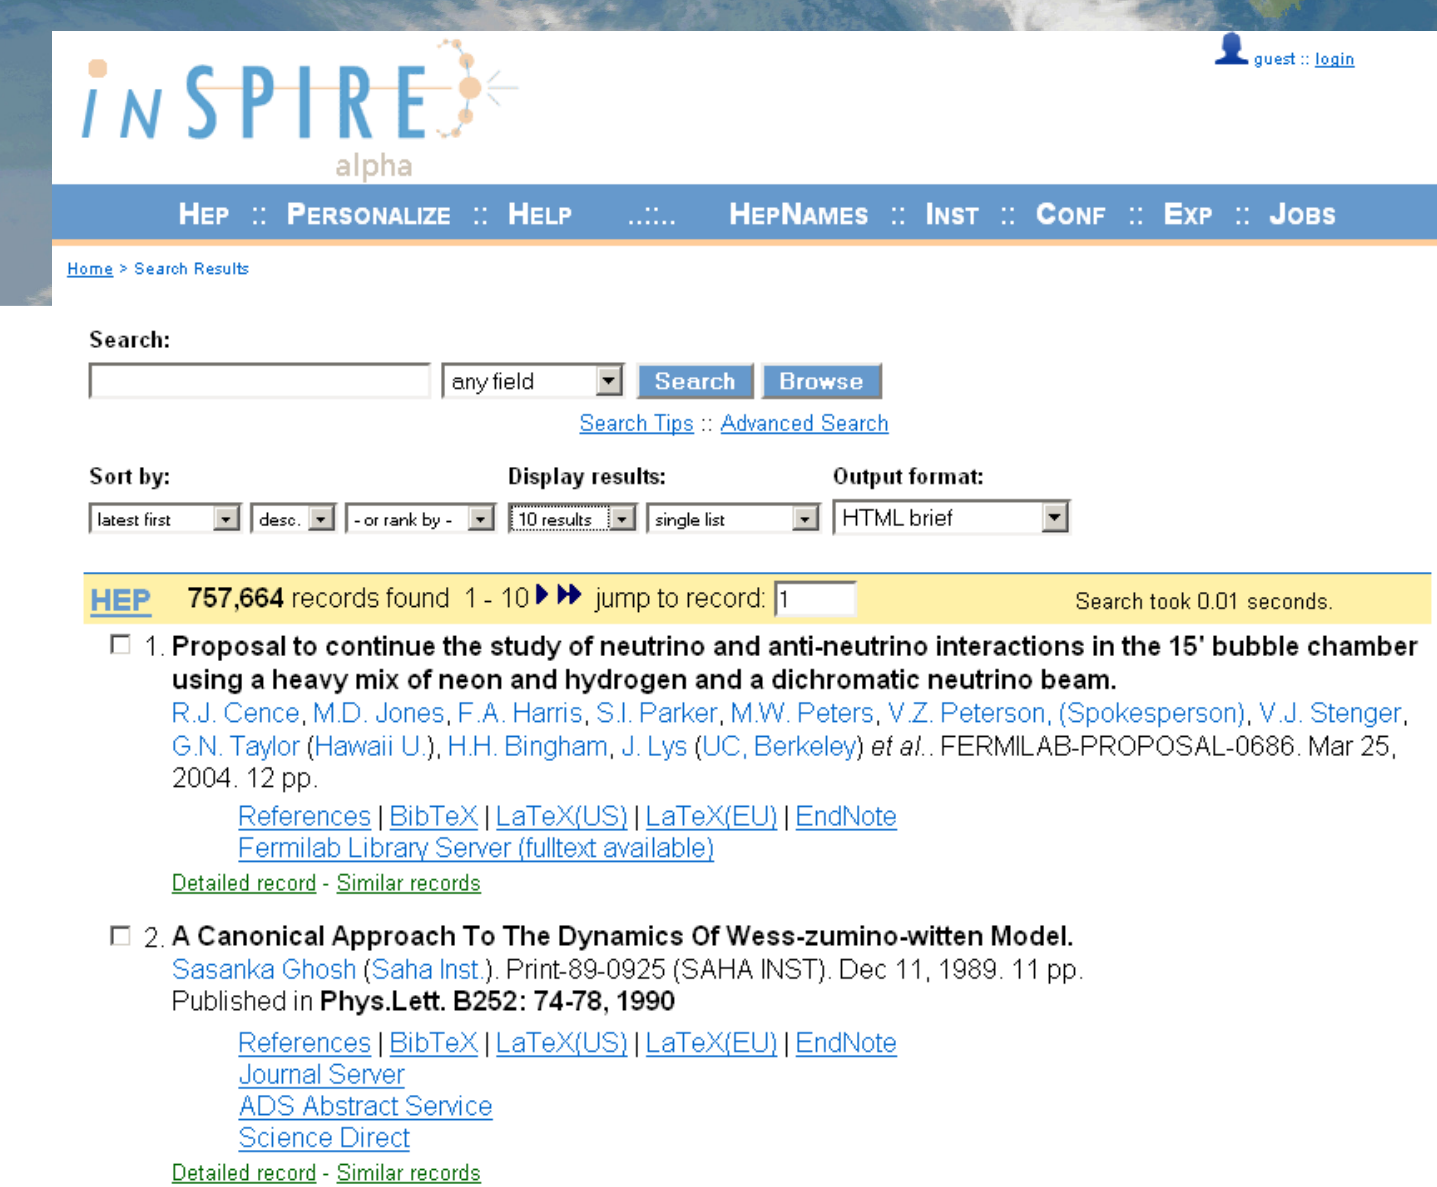 inSPIRE
alpha
guest :: login
HEP :: PERSONALIZE :: HELP ..::.. HEPNAMES :: INST :: CONF :: EXP :: JOBS
Home > Search Results
Search:
any field Search Browse
Search Tips :: Advanced Search
Sort by: Display results: Output format:
latest first desc. - or rank by - 10 results single list HTML brief
HEP 757,664 records found 1 - 10 jump to record: 1 Search took 0.01 seconds.
1. Proposal to continue the study of neutrino and anti-neutrino interactions in the 15' bubble chamber
using a heavy mix of neon and hydrogen and a dichromatic neutrino beam.
R.J. Cence, M.D. Jones, F.A. Harris, S.I. Parker, M.W. Peters, V.Z. Peterson, (Spokesperson), V.J. Stenger,
G.N. Taylor (Hawaii U.), H.H. Bingham, J. Lys (UC, Berkeley) et al.. FERMILAB-PROPOSAL-0686. Mar 25,
2004. 12 pp.
References | BibTeX | LaTeX(US) | LaTeX(EU) | EndNote
Fermilab Library Server (fulltext available)
Detailed record - Similar records
2. A Canonical Approach To The Dynamics Of Wess-zumino-witten Model.
Sasanka Ghosh (Saha Inst.). Print-89-0925 (SAHA INST). Dec 11, 1989. 11 pp.
Published in Phys.Lett. B252: 74-78, 1990
References | BibTeX | LaTeX(US) | LaTeX(EU) | EndNote
Journal Server
ADS Abstract Service
Science Direct
Detailed record - Similar records